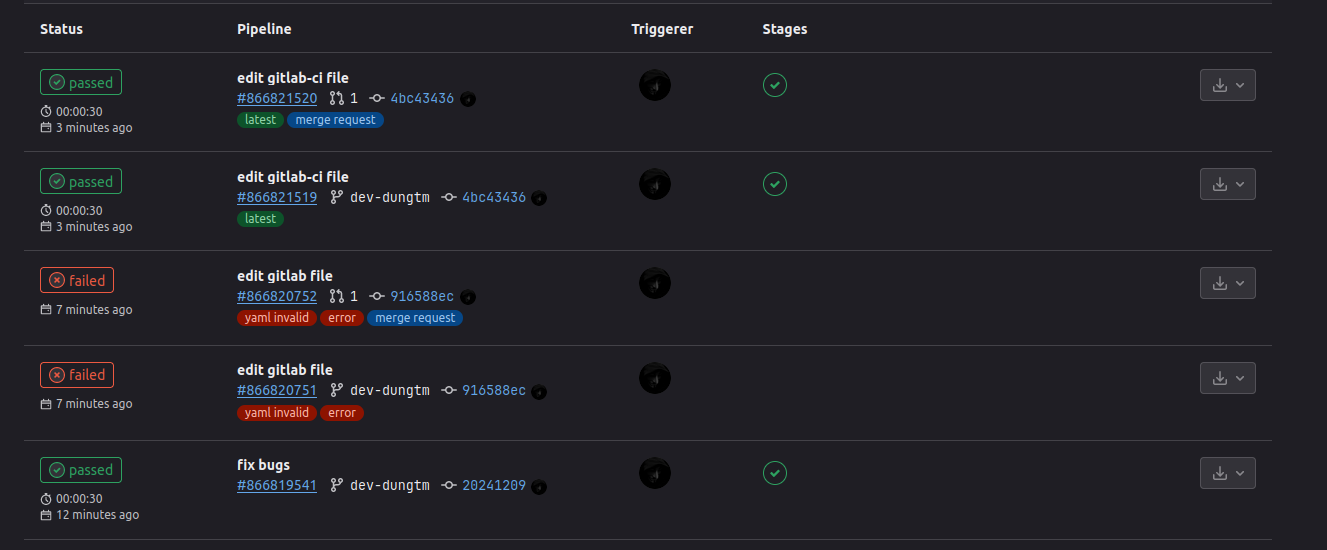 Status Pipeline Triggerer Stages
passed edit gitlab-ci file
#866821520 1 4bc43436
00:00:30 latest merge request
3 minutes ago
passed edit gitlab-ci file
#866821519 dev-dungtm 4bc43436
00:00:30 latest
3 minutes ago
failed edit gitlab file
#866820752 1 916588ec
7 minutes ago yaml invalid error merge request
failed edit gitlab file
#866820751 dev-dungtm 916588ec
7 minutes ago yaml invalid error
passed fix bugs
#866819541 dev-dungtm 20241209
00:00:30
12 minutes ago